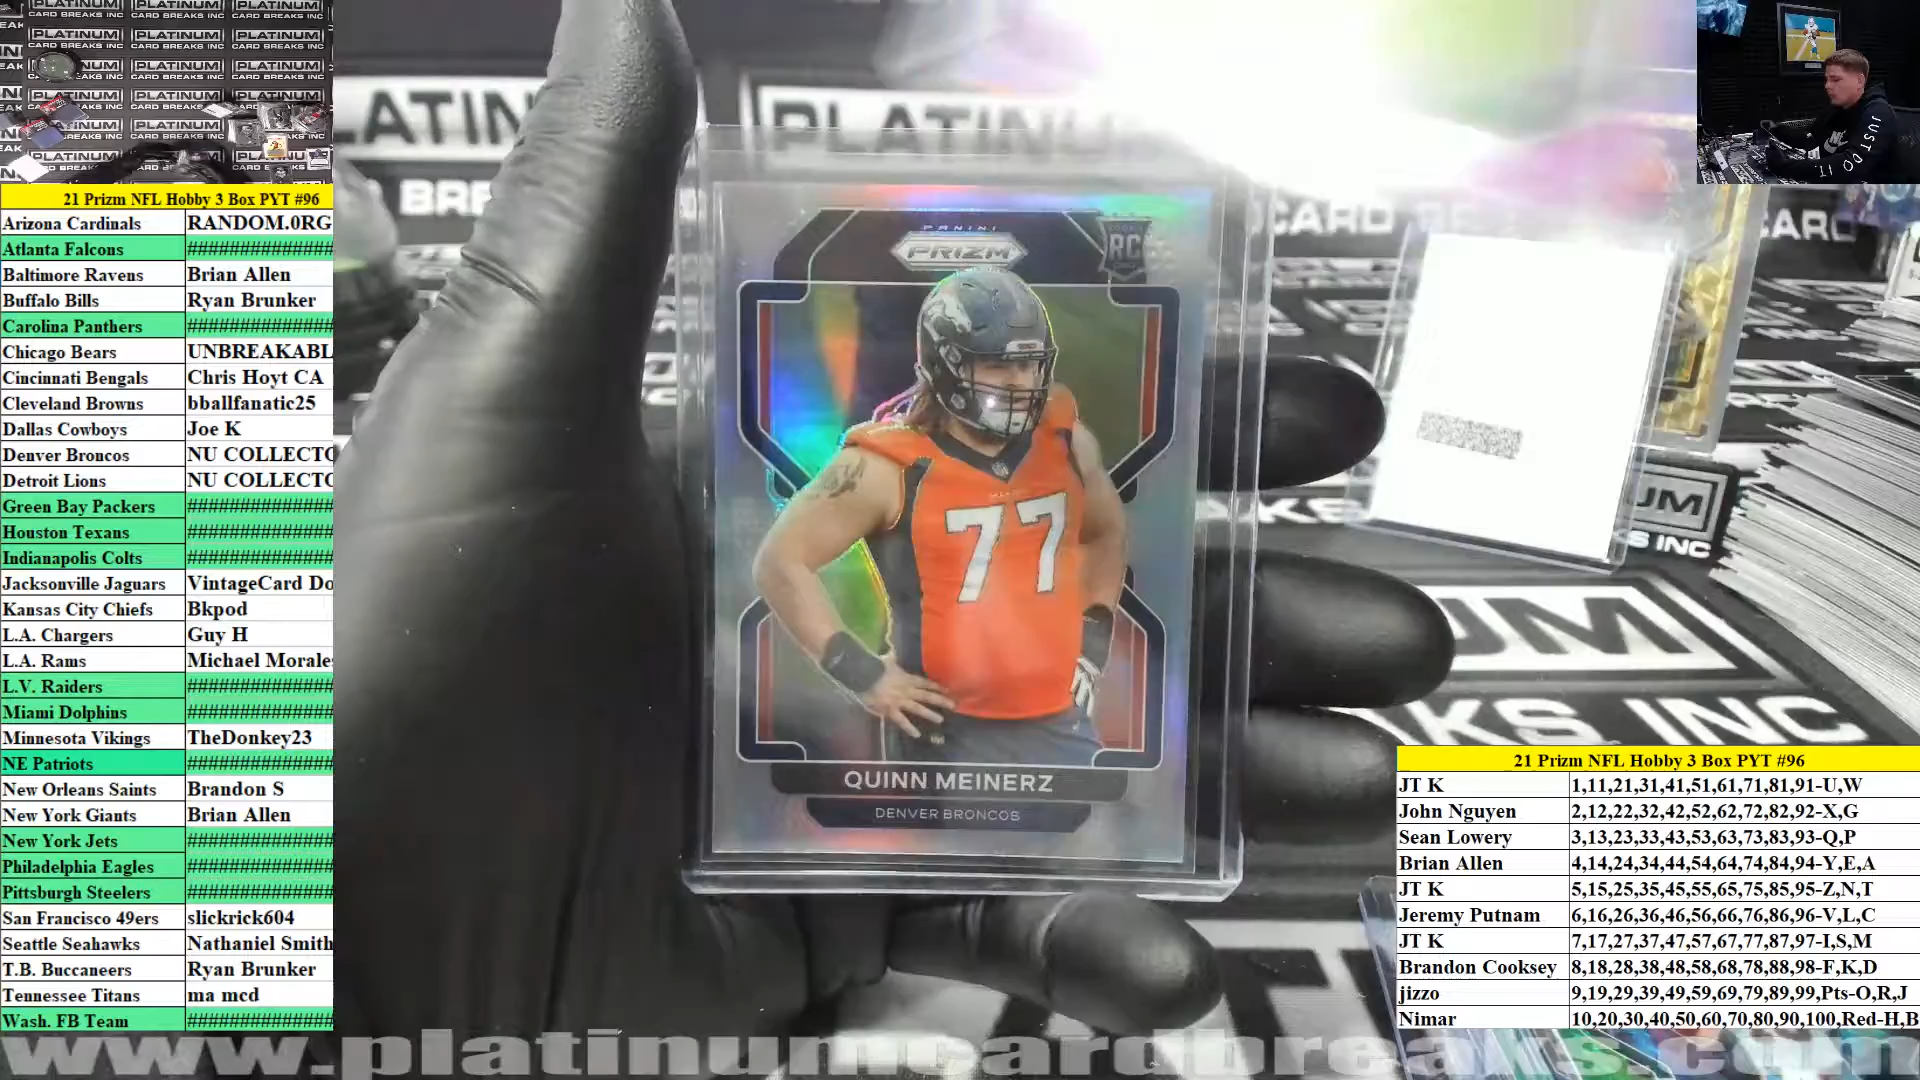 21 Prizm NFL Hobby 3 Box PYT #96
Arizona Cardinals RANDOM.0RG
Atlanta Falcons ################
Baltimore Ravens Brian Allen
Buffalo Bills Ryan Brunker
Carolina Panthers ################
Chicago Bears UNBREAKABL
Cincinnati Bengals Chris Hoyt CA
Cleveland Browns bballfanatic25
Dallas Cowboys Joe K
Denver Broncos NU COLLECTO
Detroit Lions NU COLLECTO
Green Bay Packers ################
Houston Texans ################
Indianapolis Colts ################
Jacksonville Jaguars VintageCard Do
Kansas City Chiefs Bkpod
L.A. Chargers Guy H
L.A. Rams Michael Morale
L.V. Raiders ################
Miami Dolphins ################
Minnesota Vikings TheDonkey23
NE Patriots ################
New Orleans Saints Brandon S
New York Giants Brian Allen
New York Jets ################
Philadelphia Eagles ################
Pittsburgh Steelers ################
San Francisco 49ers slickrick604
Seattle Seahawks Nathaniel Smith
T.B. Buccaneers Ryan Brunker
Tennessee Titans ma mcd
Wash. FB Team ################
PANINI
PRIZM
RC
77
QUINN MEINERZ
DENVER BRONCOS
JUST DO IT
21 Prizm NFL Hobby 3 Box PYT #96
JT K 1,11,21,31,41,51,61,71,81,91-U,W
John Nguyen 2,12,22,32,42,52,62,72,82,92-X,G
Sean Lowery 3,13,23,33,43,53,63,73,83,93-Q,P
Brian Allen 4,14,24,34,44,54,64,74,84,94-Y,E,A
JT K 5,15,25,35,45,55,65,75,85,95-Z,N,T
Jeremy Putnam 6,16,26,36,46,56,66,76,86,96-V,L,C
JT K 7,17,27,37,47,57,67,77,87,97-I,S,M
Brandon Cooksey 8,18,28,38,48,58,68,78,88,98-F,K,D
jizzo 9,19,29,39,49,59,69,79,89,99,Pts-O,R,J
Nimar 10,20,30,40,50,60,70,80,90,100,Red-H,B
www.platinumcardbreaks.com